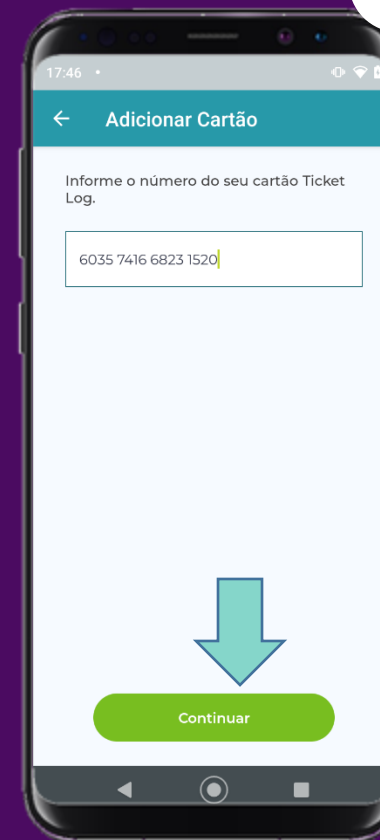 17:46
Adicionar Cartão
Informe o número do seu cartão Ticket
Log.
6035 7416 6823 1520
Continuar